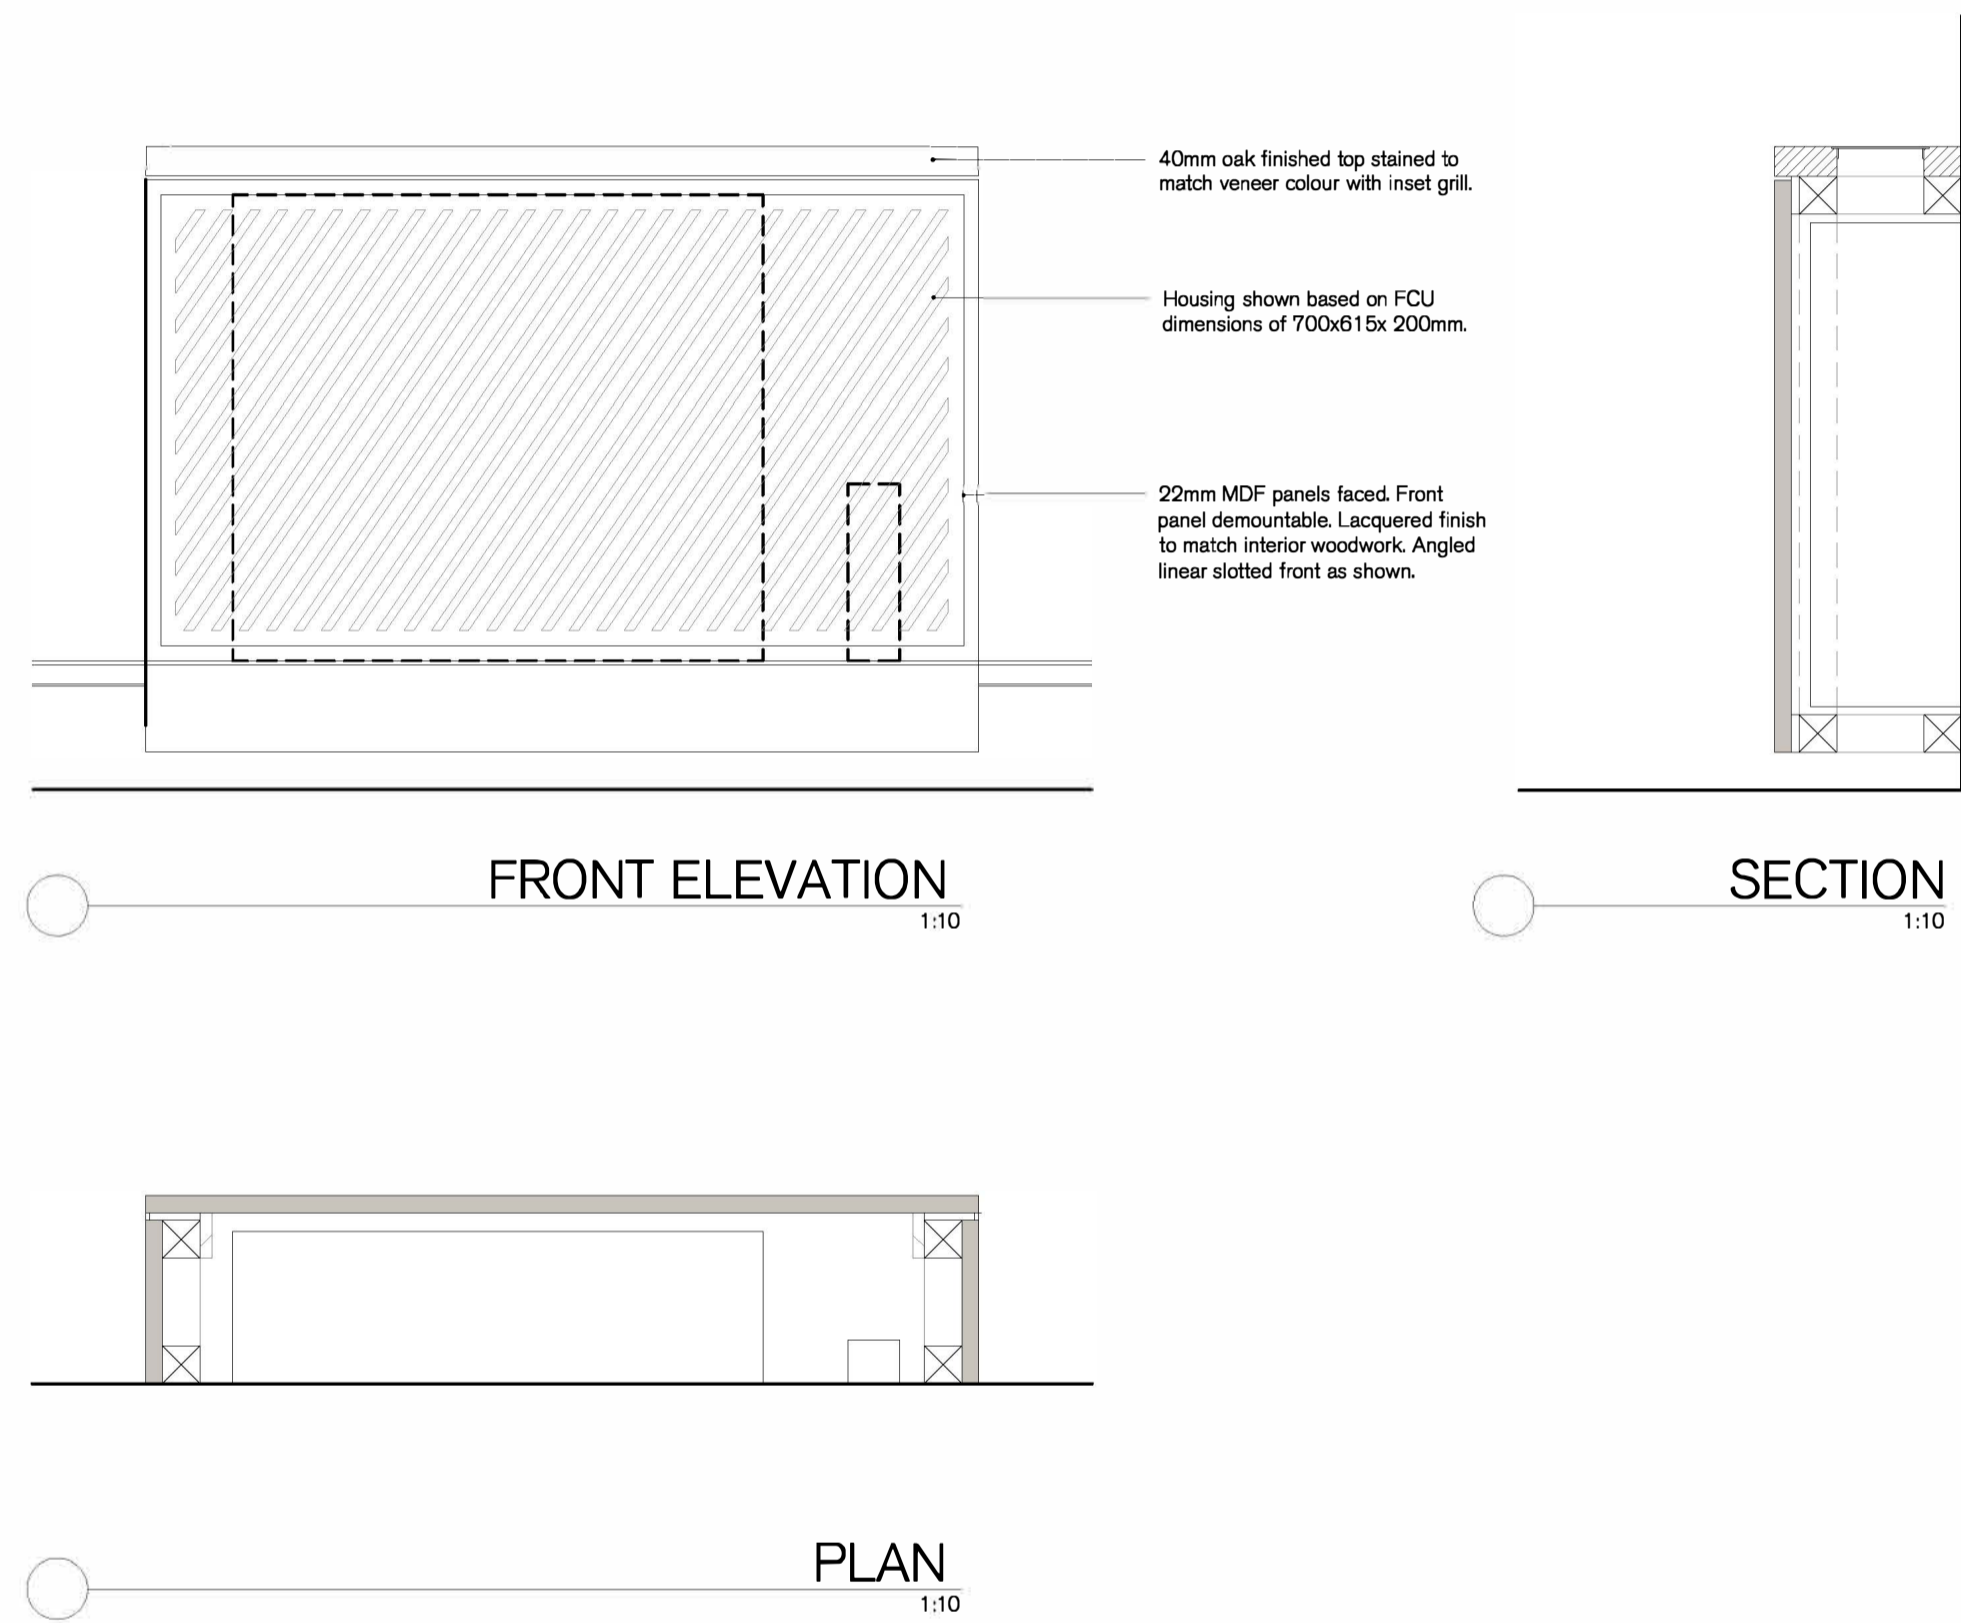 40mm oak finished top stained to
match veneer colour with inset grill.
Housing shown based on FCU
dimensions of 700x615x 200mm.
22mm MDF panels faced. Front
panel demountable. Lacquered finish
to match interior woodwork. Angled
linear slotted front as shown.
FRONT ELEVATION
1:10
SECTION
1:10
PLAN
1:10